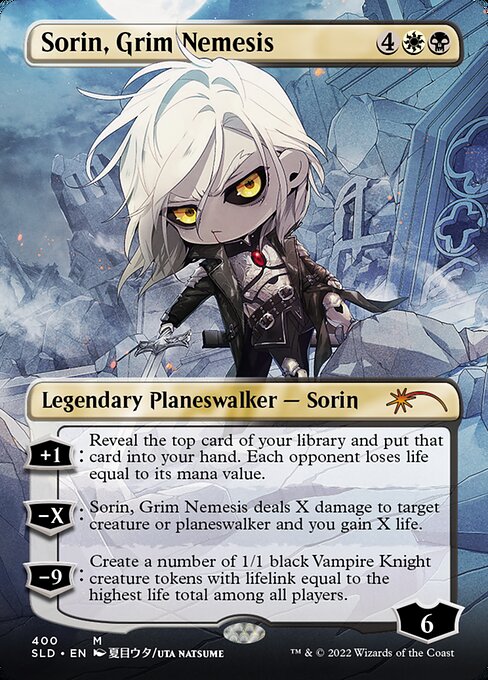 Sorin, Grim Nemesis 4
Legendary Planeswalker — Sorin
+1: Reveal the top card of your library and put that
card into your hand. Each opponent loses life
equal to its mana value.
−X: Sorin, Grim Nemesis deals X damage to target
creature or planeswalker and you gain X life.
−9: Create a number of 1/1 black Vampire Knight
creature tokens with lifelink equal to the
highest life total among all players.
6
400 M
SLD • EN 夏目ウタ/UTA NATSUME
™ & © 2022 Wizards of the Coast